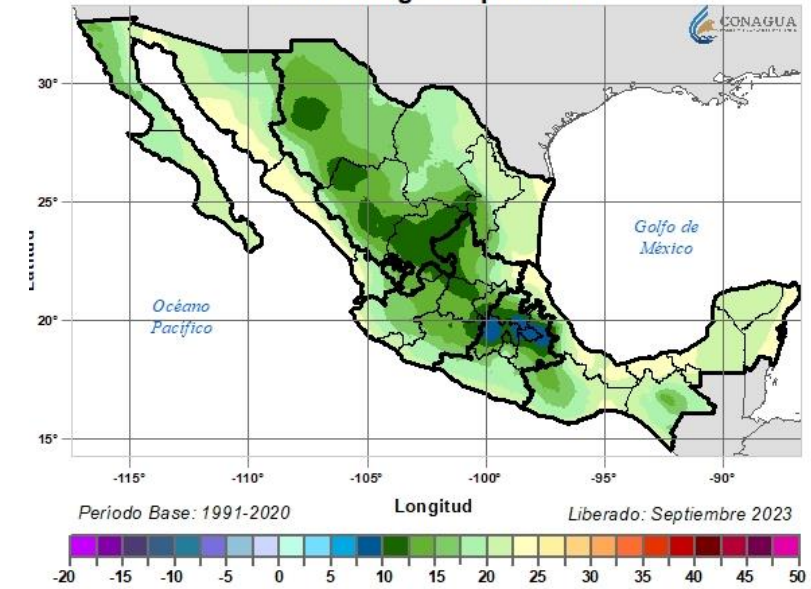 CONAGUA
30°
25°
20°
15°
Golfo de
México
Océano
Pacífico
-115° -110° -105° -100° -95° -90°
Longitud
Período Base: 1991-2020
Liberado: Septiembre 2023
-20 -15 -10 -5 0 5 10 15 20 25 30 35 40 45 50